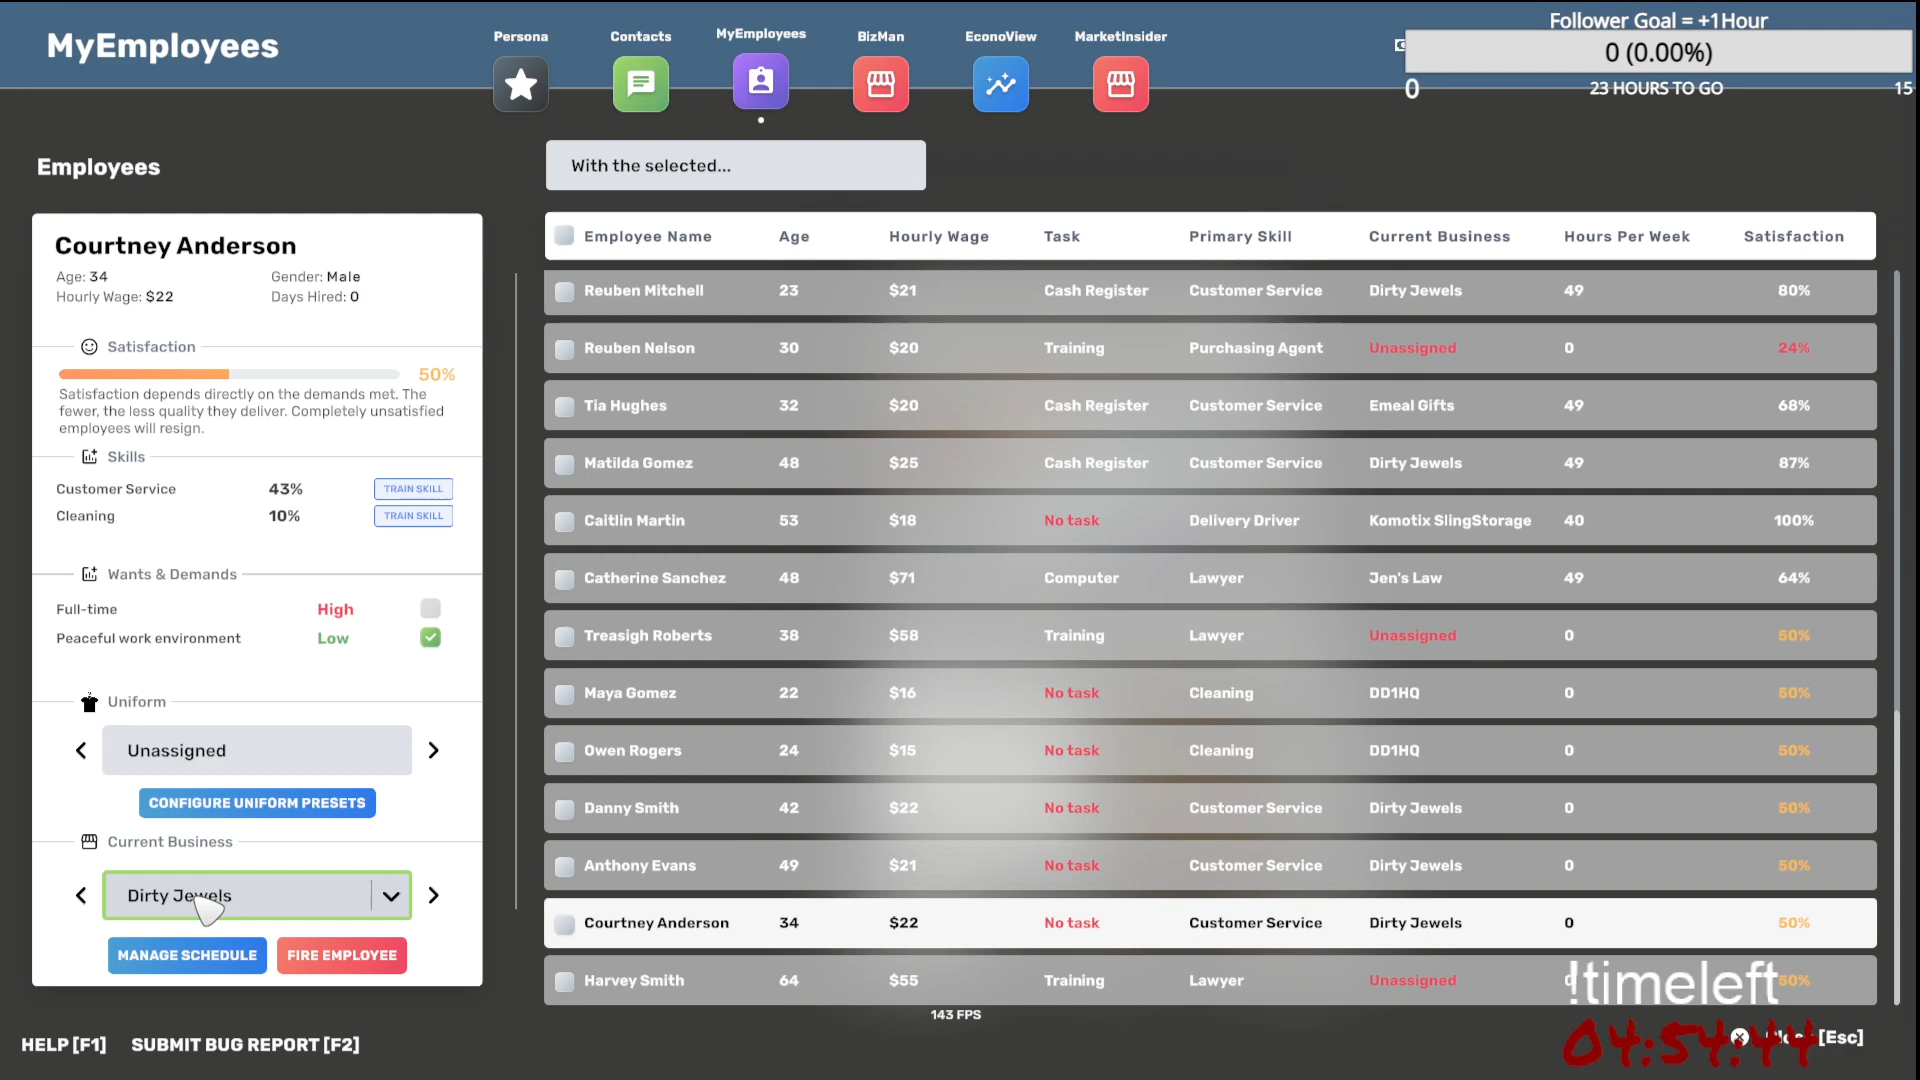 MyEmployees
Persona
Contacts
MyEmployees
BizMan
EconoView
MarketInsider
Follower Goal = +1Hour
0 (0.00%)
0
23 HOURS TO GO
15
Employees
With the selected...
Courtney Anderson
Age: 34
Gender: Male
Hourly Wage: $22
Days Hired: 0
Satisfaction
50%
Satisfaction depends directly on the demands met. The
fewer, the less quality they deliver. Completely unsatisfied
employees will resign.
Skills
Customer Service 43% TRAIN SKILL
Cleaning 10% TRAIN SKILL
Wants & Demands
Full-time High
Peaceful work environment Low
Uniform
Unassigned
CONFIGURE UNIFORM PRESETS
Current Business
Dirty Jewels
MANAGE SCHEDULE
FIRE EMPLOYEE
Employee Name Age Hourly Wage Task Primary Skill Current Business Hours Per Week Satisfaction
Reuben Mitchell 23 $21 Cash Register Customer Service Dirty Jewels 49 80%
Reuben Nelson 30 $20 Training Purchasing Agent Unassigned 0 24%
Tia Hughes 32 $20 Cash Register Customer Service Emeal Gifts 49 68%
Matilda Gomez 48 $25 Cash Register Customer Service Dirty Jewels 49 87%
Caitlin Martin 53 $18 No task Delivery Driver Komotix SlingStorage 40 100%
Catherine Sanchez 48 $71 Computer Lawyer Jen's Law 49 64%
Treasigh Roberts 38 $58 Training Lawyer Unassigned 0 50%
Maya Gomez 22 $16 No task Cleaning DD1HQ 0 50%
Owen Rogers 24 $15 No task Cleaning DD1HQ 0 50%
Danny Smith 42 $22 No task Customer Service Dirty Jewels 0 50%
Anthony Evans 49 $21 No task Customer Service Dirty Jewels 0 50%
Courtney Anderson 34 $22 No task Customer Service Dirty Jewels 0 50%
Harvey Smith 64 $55 Training Lawyer Unassigned 0 50%
!timeleft
04:54:44
143 FPS
HELP [F1]
SUBMIT BUG REPORT [F2]
Close [Esc]